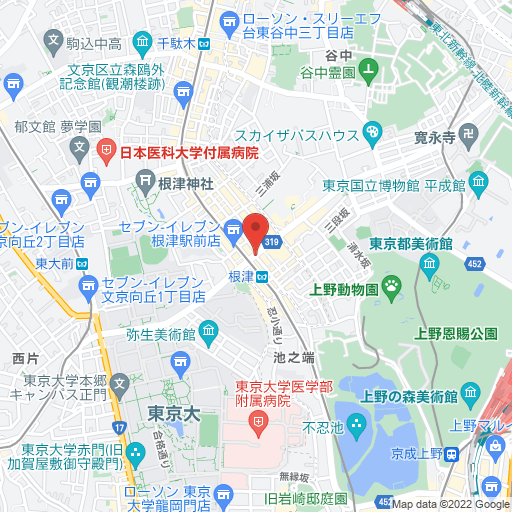 ローソン・スリーエフ
台東谷中三丁目店
千駄木
駒込中高
谷中
文京区立森鴎外
記念館(観潮楼跡)
谷中霊園
東北新幹線
北陸新幹線
スカイザバスハウス
寛永寺
郁文館 夢学園
日本医科大学付属病院
三浦坂
根津神社
東京国立博物館 平成館
セブン-イレブン
向丘2丁目店
セブン-イレブン
根津駅前店
319
三段坂
清水坂
東京都美術館
東大前
452
根津
セブン-イレブン
文京向丘1丁目店
上野動物園
忍小通り
弥生美術館
上野恩賜公園
西片
池之端
東京大学本郷
キャンパス正門
東京大学医学部
附属病院
上野の森美術館
東京大
17
合格通り
不忍池
東京大学赤門(旧
加賀屋敷御守殿門)
京成上野
上野マルイ
無縁坂
ローソン 東京
大学龍岡門店
旧岩崎邸庭園
452
Map data ©2022 Google